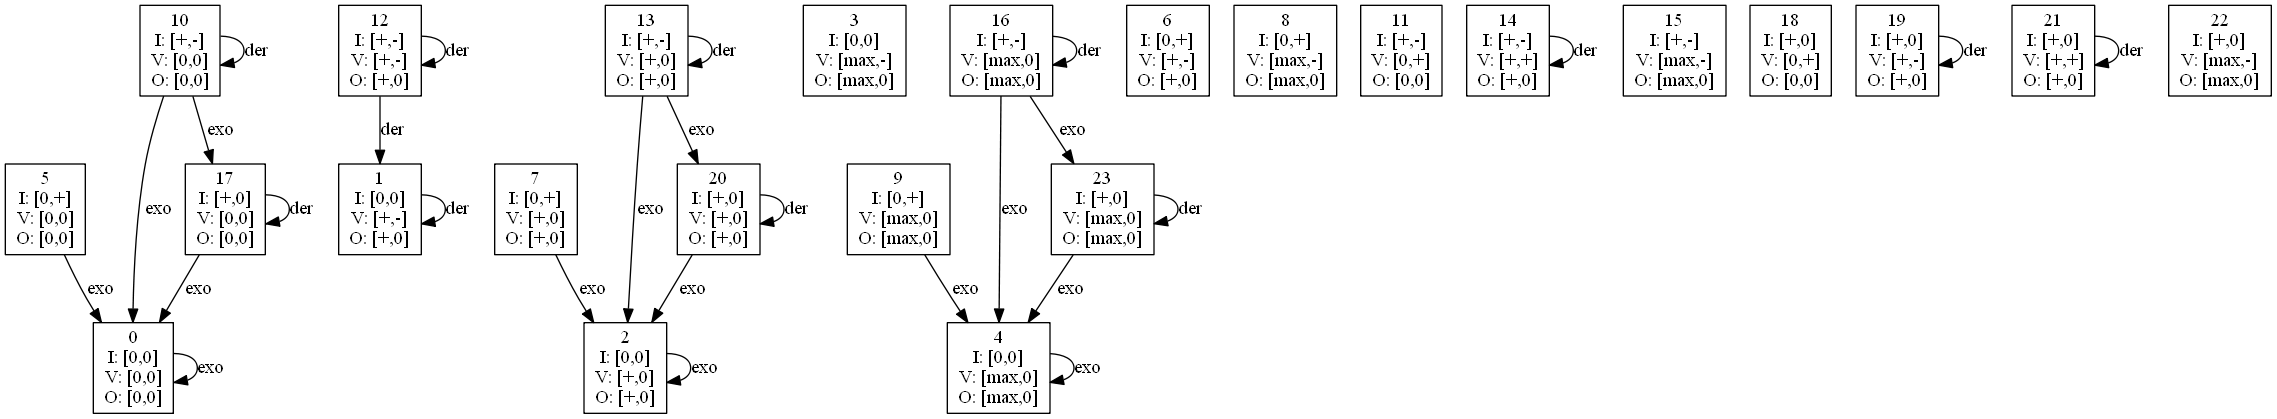 10
I: [+,-]
V: [0,0]
O: [0,0]
der
12
I: [+,-]
V: [+,-]
O: [+,0]
der
13
I: [+,-]
V: [+,0]
O: [+,0]
der
3
I: [0,0]
V: [max,-]
O: [max,0]
16
I: [+,-]
V: [max,0]
O: [max,0]
der
6
I: [0,+]
V: [+,-]
O: [+,0]
8
I: [0,+]
V: [max,-]
O: [max,0]
11
I: [+,-]
V: [0,+]
O: [0,0]
14
I: [+,-]
V: [+,+]
O: [+,0]
der
15
I: [+,-]
V: [max,-]
O: [max,0]
18
I: [+,0]
V: [0,+]
O: [0,0]
19
I: [+,0]
V: [+,-]
O: [+,0]
der
21
I: [+,0]
V: [+,+]
O: [+,0]
der
22
I: [+,0]
V: [max,-]
O: [max,0]
exo
der
exo
exo
5
I: [0,+]
V: [0,0]
O: [0,0]
exo
17
I: [+,0]
V: [0,0]
O: [0,0]
der
1
I: [0,0]
V: [+,-]
O: [+,0]
der
7
I: [0,+]
V: [+,0]
O: [+,0]
exo
20
I: [+,0]
V: [+,0]
O: [+,0]
der
9
I: [0,+]
V: [max,0]
O: [max,0]
exo
23
I: [+,0]
V: [max,0]
O: [max,0]
der
exo
exo
exo
exo
exo
exo
0
I: [0,0]
V: [0,0]
O: [0,0]
exo
2
I: [0,0]
V: [+,0]
O: [+,0]
exo
4
I: [0,0]
V: [max,0]
O: [max,0]
exo